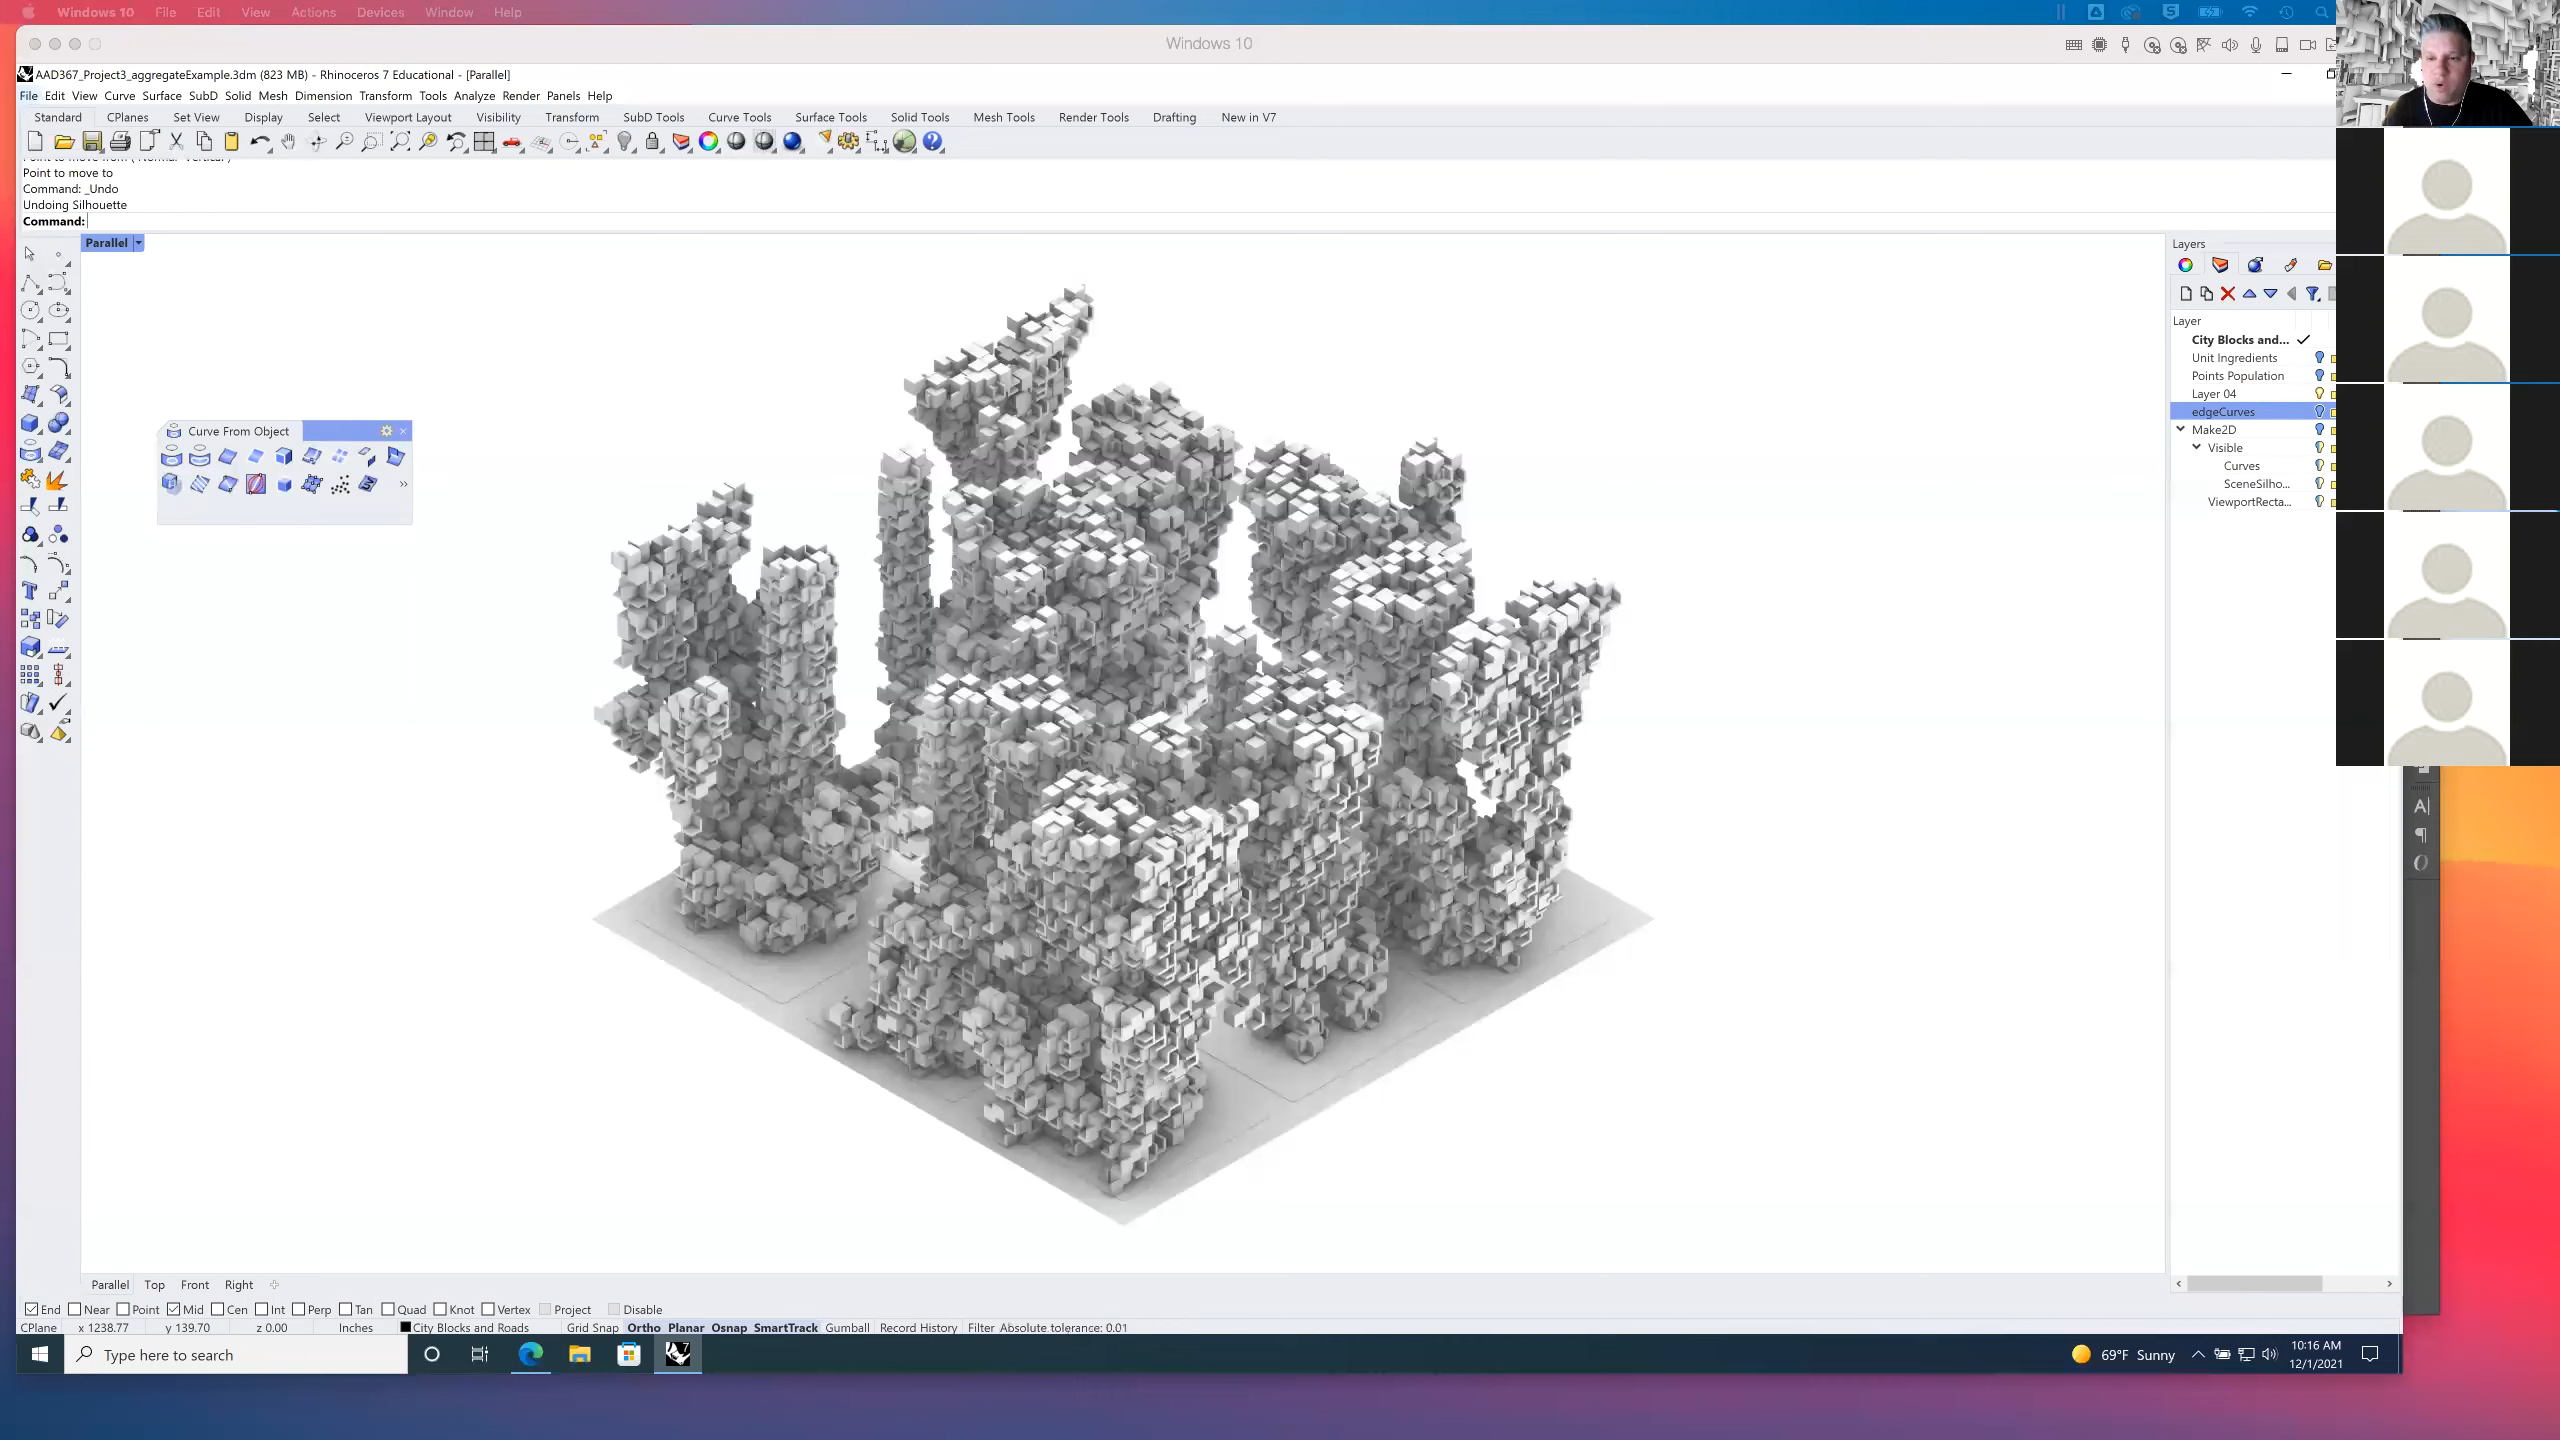 Windows 10 File Edit View Actions Devices Window Help
Windows 10
AAD367_Project3_aggregateExample.3dm (823 MB) - Rhinoceros 7 Educational - [Parallel]
File Edit View Curve Surface SubD Solid Mesh Dimension Transform Tools Analyze Render Panels Help
Standard CPlanes Set View Display Select Viewport Layout Visibility Transform SubD Tools Curve Tools Surface Tools Solid Tools Mesh Tools Render Tools Drafting New in V7
Point to move to
Command: _Undo
Undoing Silhouette
Command:
Parallel
Layers
Layer
City Blocks and...
Unit Ingredients
Points Population
Layer 04
edgeCurves
Make2D
Visible
Curves
SceneSilho...
ViewportRecta...
Curve From Object
Parallel Top Front Right
End Near Point Mid Cen Int Perp Tan Quad Knot Vertex Project Disable
CPlane x 1238.77 y 139.70 z 0.00 Inches City Blocks and Roads Grid Snap Ortho Planar Osnap SmartTrack Gumball Record History Filter Absolute tolerance: 0.01
Type here to search
69°F Sunny
10:16 AM
12/1/2021